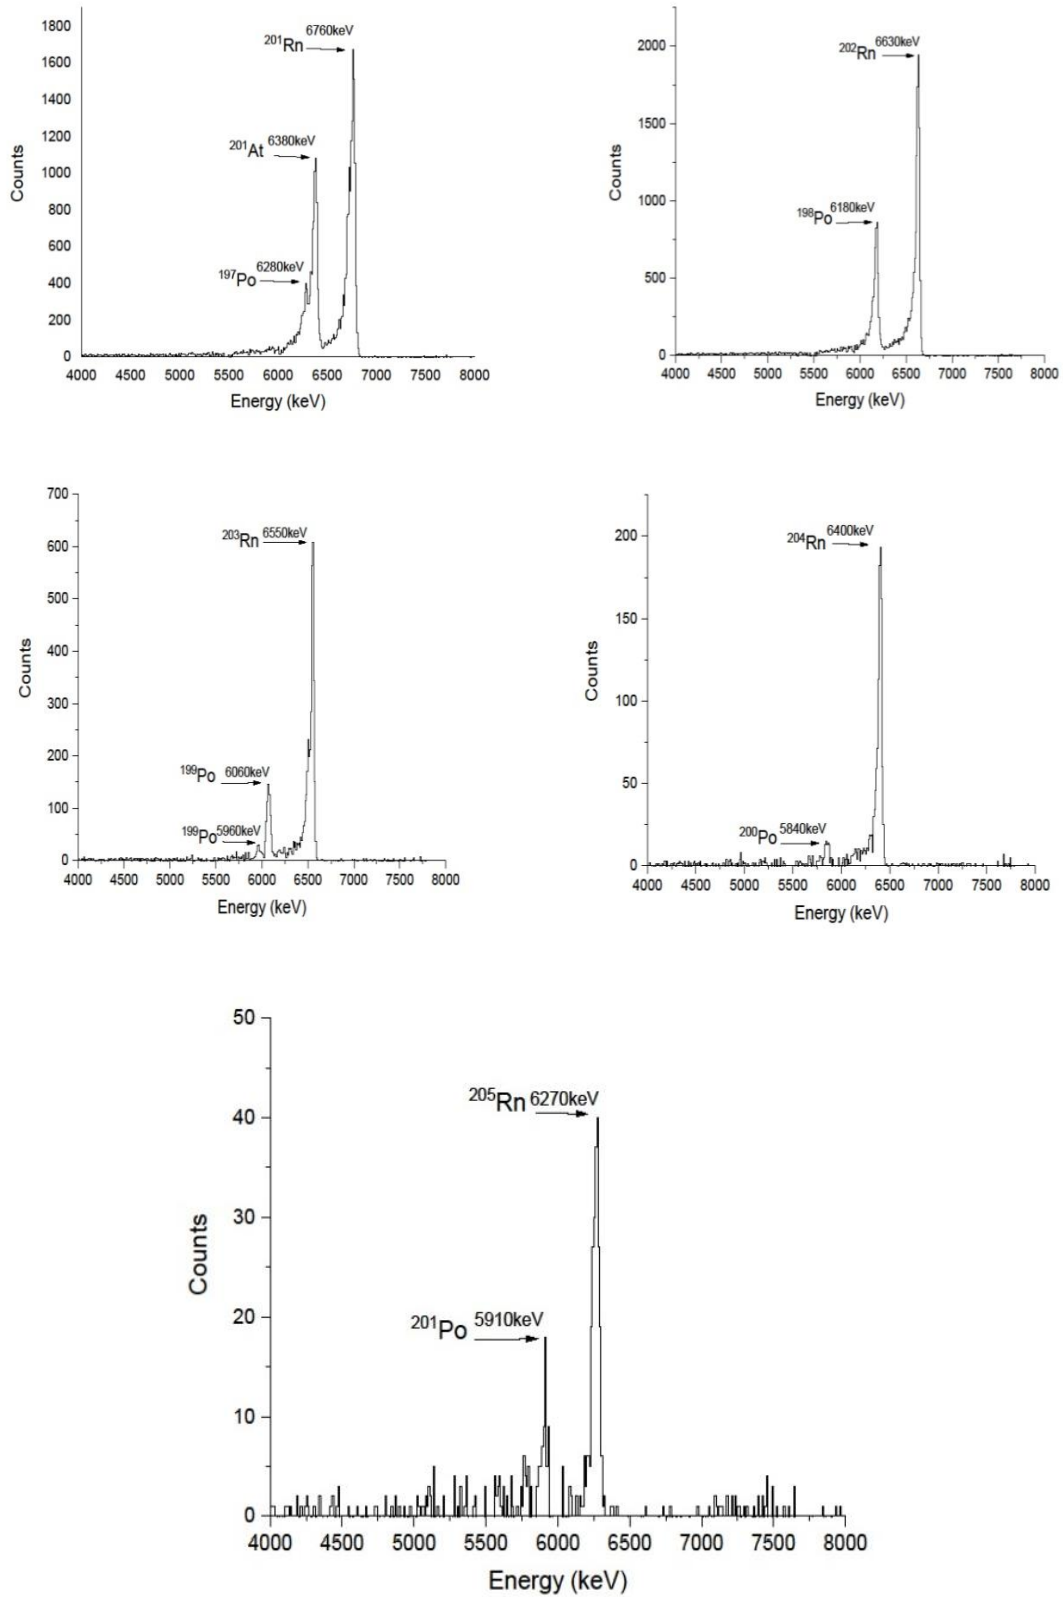 1800
1600
1400
1200
1000
800
600
400
200
0
Counts
²⁰¹Rn 6760keV
²⁰¹At 6380keV
¹⁹⁷Po 6280keV
4000 4500 5000 5500 6000 6500 7000 7500 8000
Energy (keV)
2000
1500
1000
500
0
Counts
²⁰²Rn 6630keV
¹⁹⁸Po 6180keV
4000 4500 5000 5500 6000 6500 7000 7500 8000
Energy (keV)
700
600
500
400
300
200
100
0
Counts
²⁰³Rn 6550keV
¹⁹⁹Po 6060keV
¹⁹⁹Po 5960keV
4000 4500 5000 5500 6000 6500 7000 7500 8000
Energy (keV)
200
150
100
50
0
Counts
²⁰⁴Rn 6400keV
²⁰⁰Po 5840keV
4000 4500 5000 5500 6000 6500 7000 7500 8000
Energy (keV)
50
40
30
20
10
0
Counts
²⁰⁵Rn 6270keV
²⁰¹Po 5910keV
4000 4500 5000 5500 6000 6500 7000 7500 8000
Energy (keV)